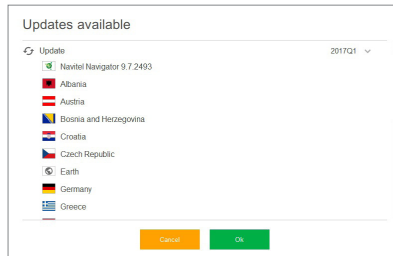 Updates available
Update 2017Q1
Navitel Navigator 9.7.2493
Albania
Austria
Bosnia and Herzegovina
Croatia
Czech Republic
Earth
Germany
Greece
Cancel Ok